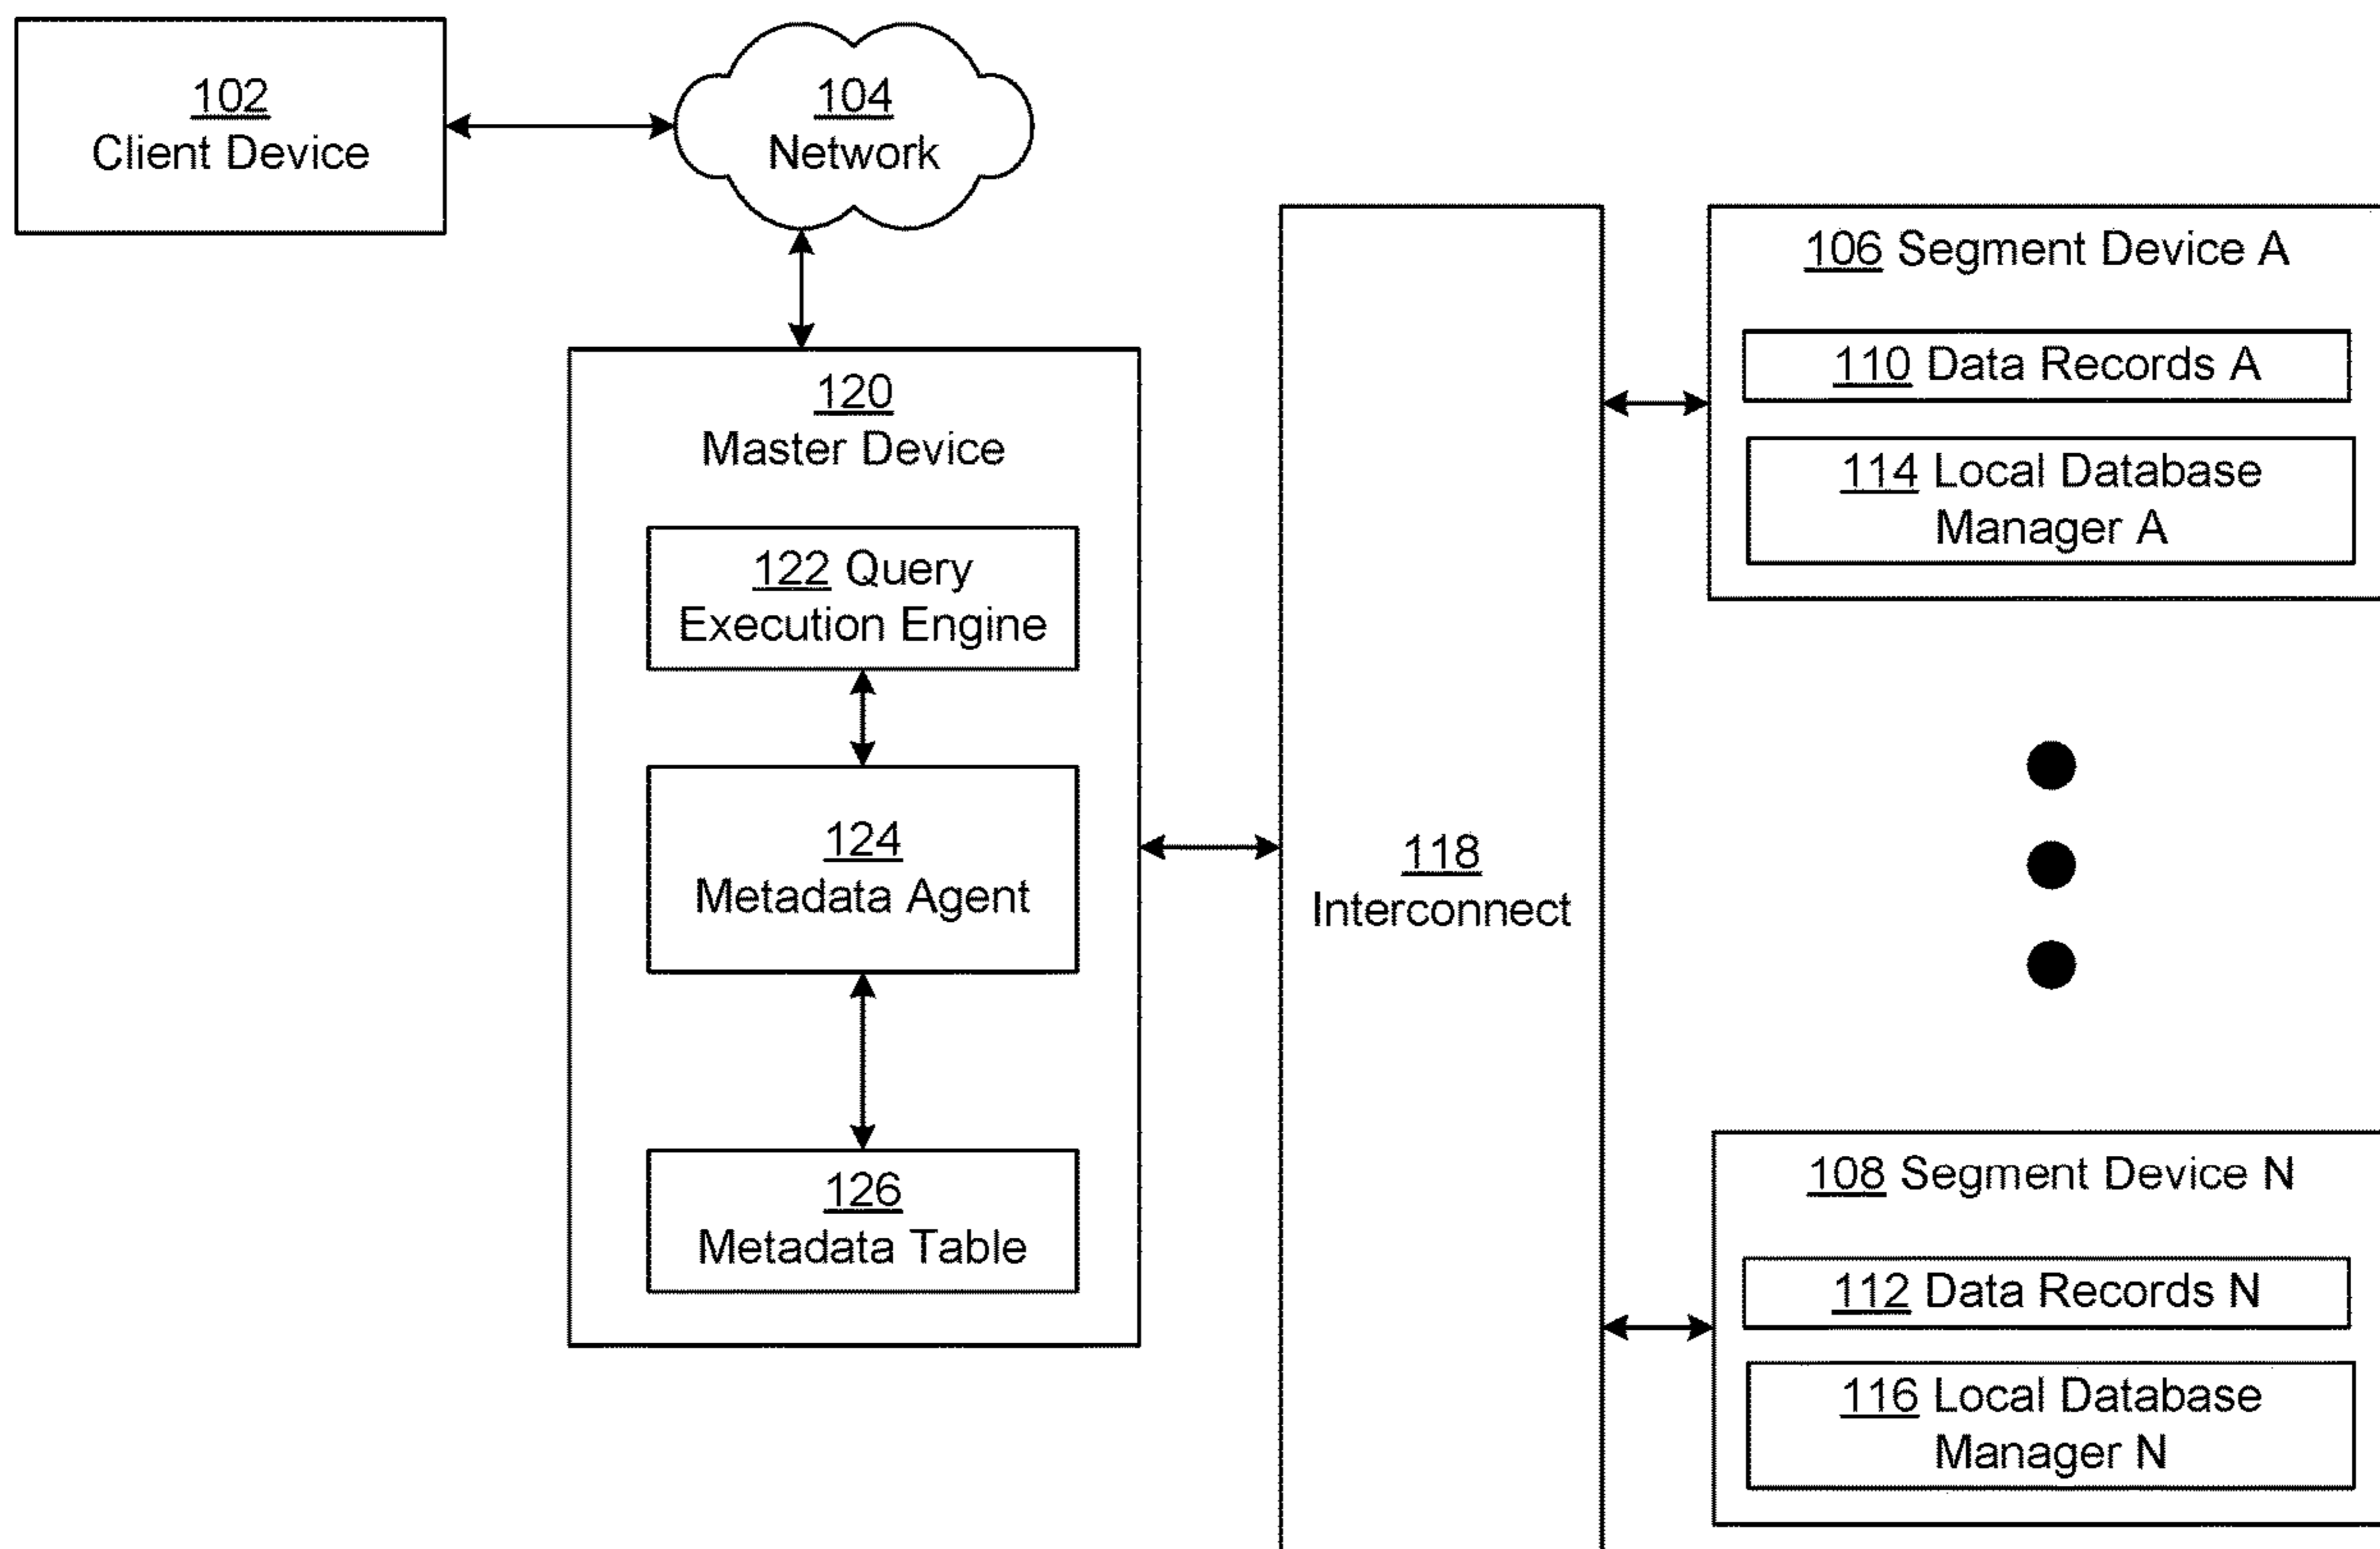 102
Client Device
104
Network
120
Master Device
122 Query
Execution Engine
124
Metadata Agent
126
Metadata Table
118
Interconnect
106 Segment Device A
110 Data Records A
114 Local Database
Manager A
108 Segment Device N
112 Data Records N
116 Local Database
Manager N